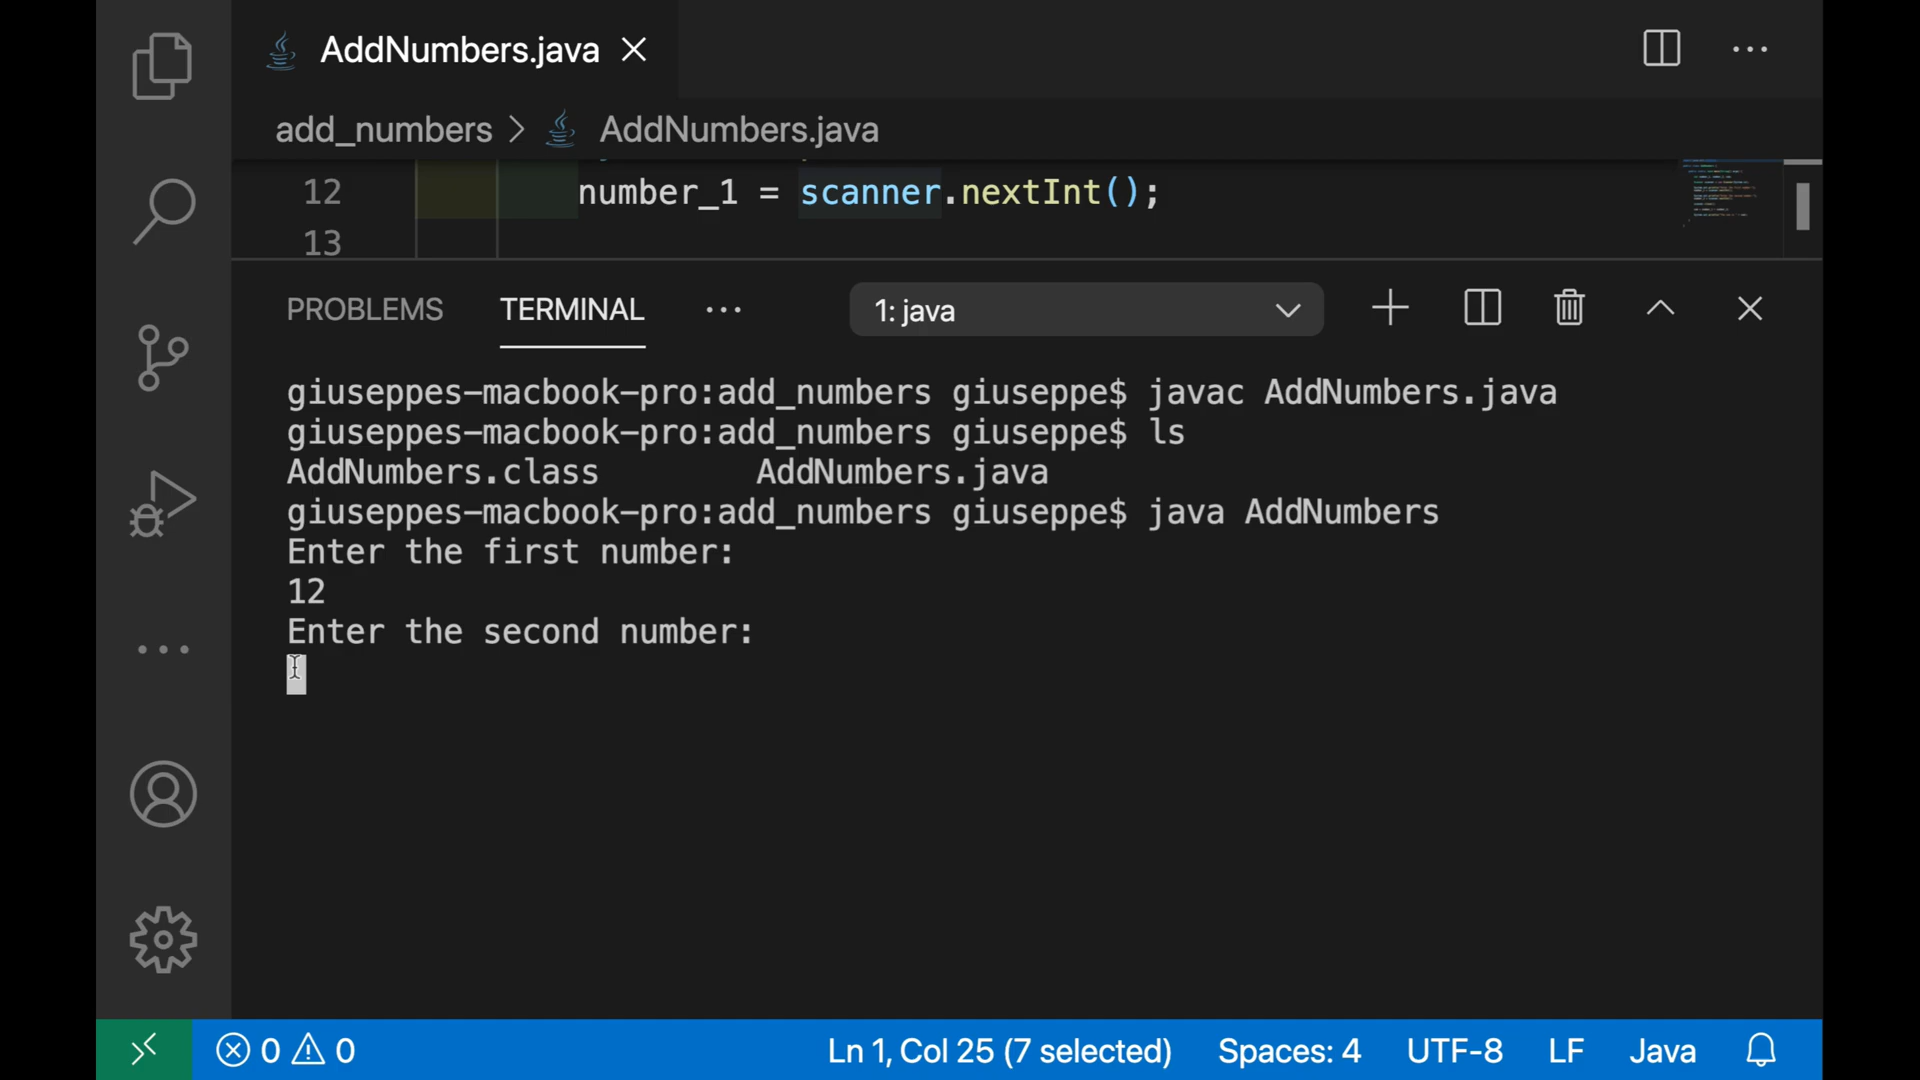 AddNumbers.java
add_numbers > AddNumbers.java
12 number_1 = scanner.nextInt();
13
PROBLEMS TERMINAL ... 1: java
giuseppes-macbook-pro:add_numbers giuseppe$ javac AddNumbers.java
giuseppes-macbook-pro:add_numbers giuseppe$ ls
AddNumbers.class AddNumbers.java
giuseppes-macbook-pro:add_numbers giuseppe$ java AddNumbers
Enter the first number:
12
Enter the second number:
0 0 Ln 1, Col 25 (7 selected) Spaces: 4 UTF-8 LF Java